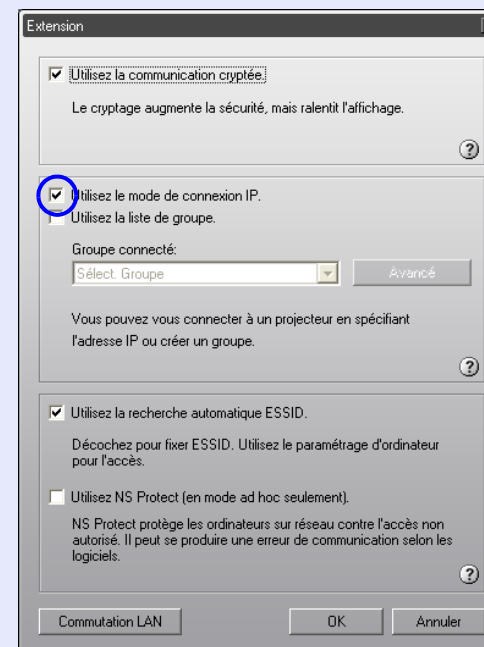 Extension
Utilisez la communication cryptée.
Le cryptage augmente la sécurité, mais ralentit l'affichage.
Utilisez le mode de connexion IP.
Utilisez la liste de groupe.
Groupe connecté:
Sélect. Groupe
Avancé
Vous pouvez vous connecter à un projecteur en spécifiant
l'adresse IP ou créer un groupe.
Utilisez la recherche automatique ESSID.
Décochez pour fixer ESSID. Utilisez le paramétrage d'ordinateur
pour l'accès.
Utilisez NS Protect (en mode ad hoc seulement).
NS Protect protège les ordinateurs sur réseau contre l'accès non
autorisé. Il peut se produire une erreur de communication selon les
logiciels.
Commutation LAN
OK
Annuler